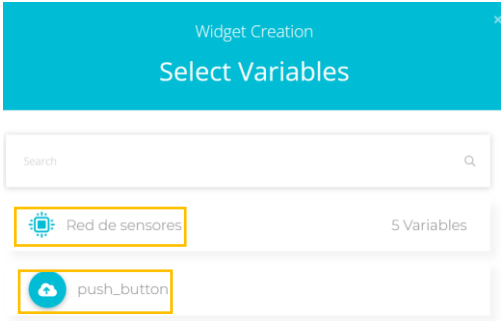 Widget Creation
Select Variables
Search
Red de sensores 5 Variables
push_button